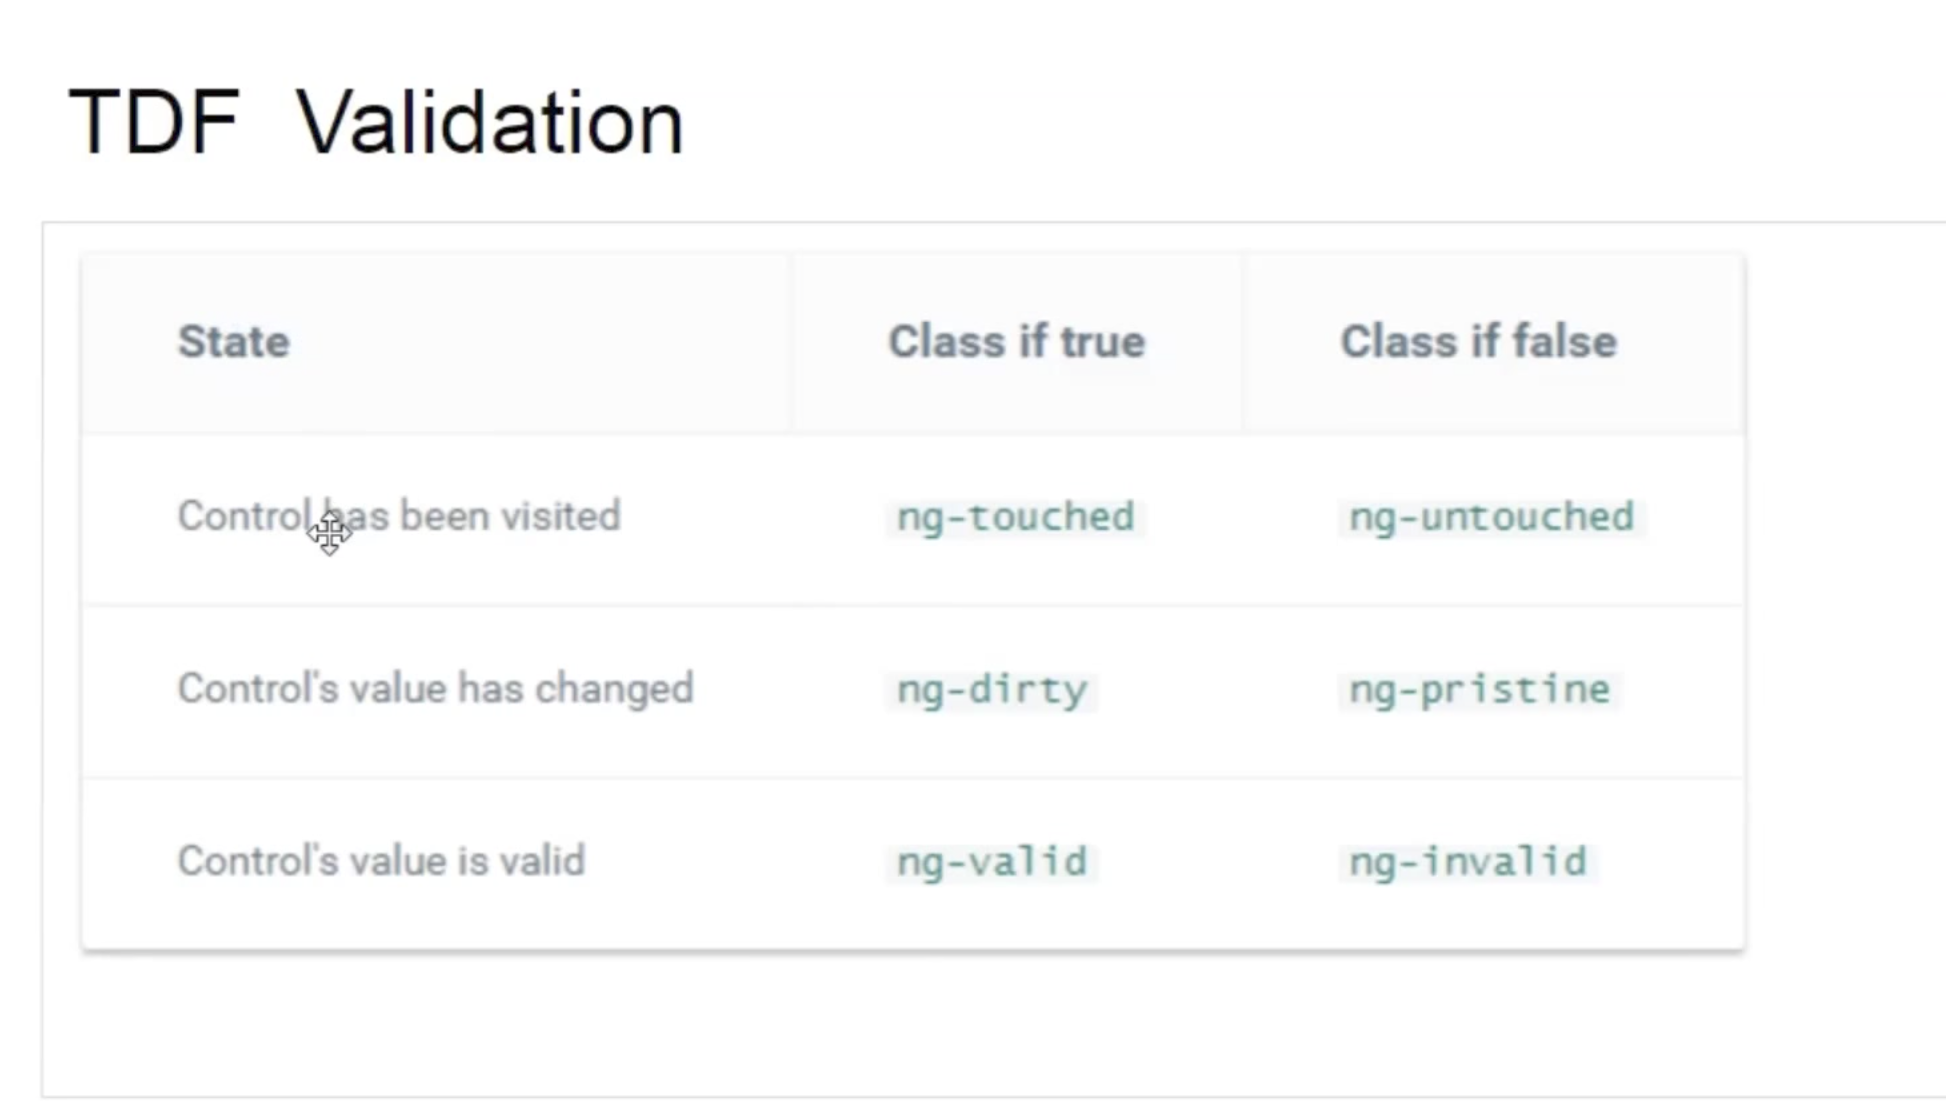 TDF Validation
State Class if true Class if false
Control has been visited ng-touched ng-untouched
Control's value has changed ng-dirty ng-pristine
Control's value is valid ng-valid ng-invalid